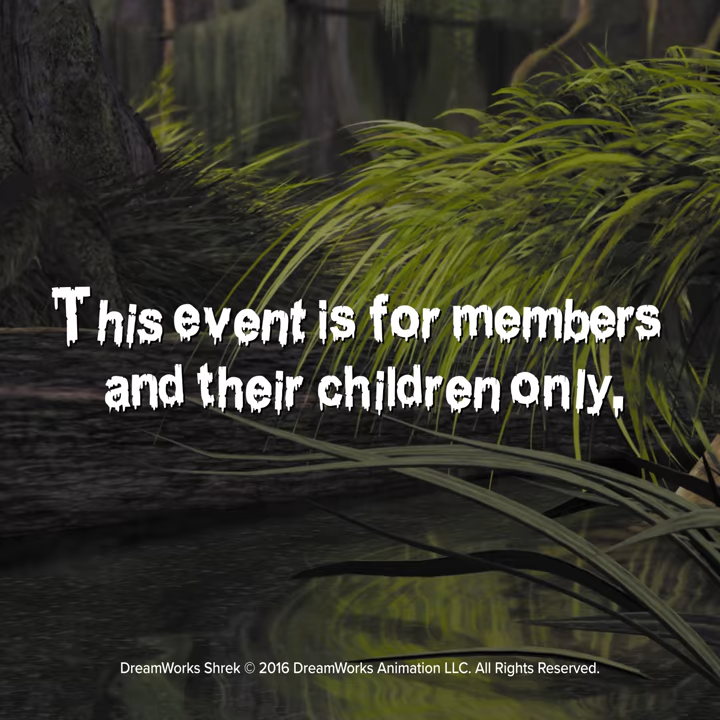 This event is for members
and their children only,
DreamWorks Shrek © 2016 DreamWorks Animation LLC. All Rights Reserved.